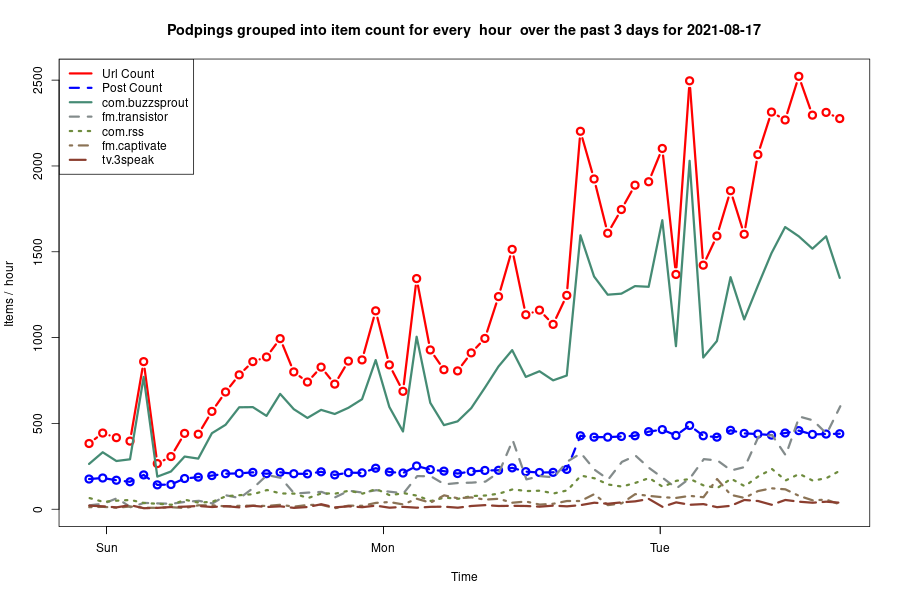 Podpings grouped into item count for every  hour  over the past 3 days for 2021-08-17
Url Count
Post Count
com.buzzsprout
fm.transistor
com.rss
fm.captivate
tv.3speak
2500
2000
1500
1000
500
0
Items /  hour
Sun
Mon
Tue
Time